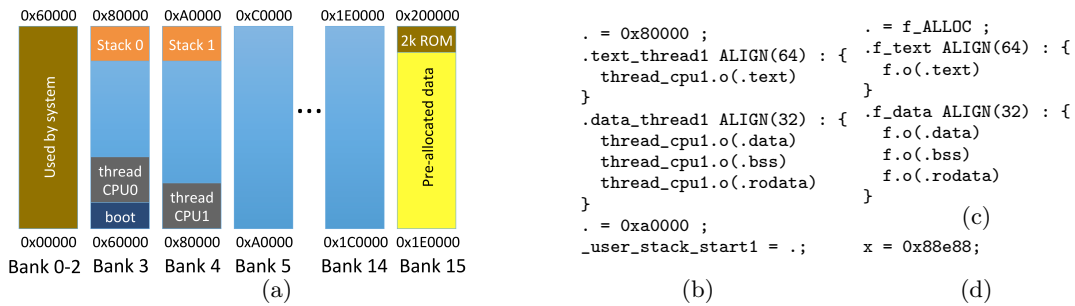 0x60000 0x80000 0xA0000 0xC0000 0x1E0000 0x200000
Stack 0 Stack 1 2k ROM
Used by system
Pre-allocated data
...
thread
CPU0
thread
CPU1
boot
0x00000 0x60000 0x80000 0xA0000 0x1C0000 0x1E0000
Bank 0-2 Bank 3 Bank 4 Bank 5 Bank 14 Bank 15
(a)
. = 0x80000 ;
.text_thread1 ALIGN(64) : {
thread_cpu1.o(.text)
}
.data_thread1 ALIGN(32) : {
thread_cpu1.o(.data)
thread_cpu1.o(.bss)
thread_cpu1.o(.rodata)
}
. = 0xa0000 ;
_user_stack_start1 = .;
(b)
. = f_ALLOC ;
.f_text ALIGN(64) : {
f.o(.text)
}
.f_data ALIGN(32) : {
f.o(.data)
f.o(.bss)
f.o(.rodata)
}
(c)
x = 0x88e88;
(d)